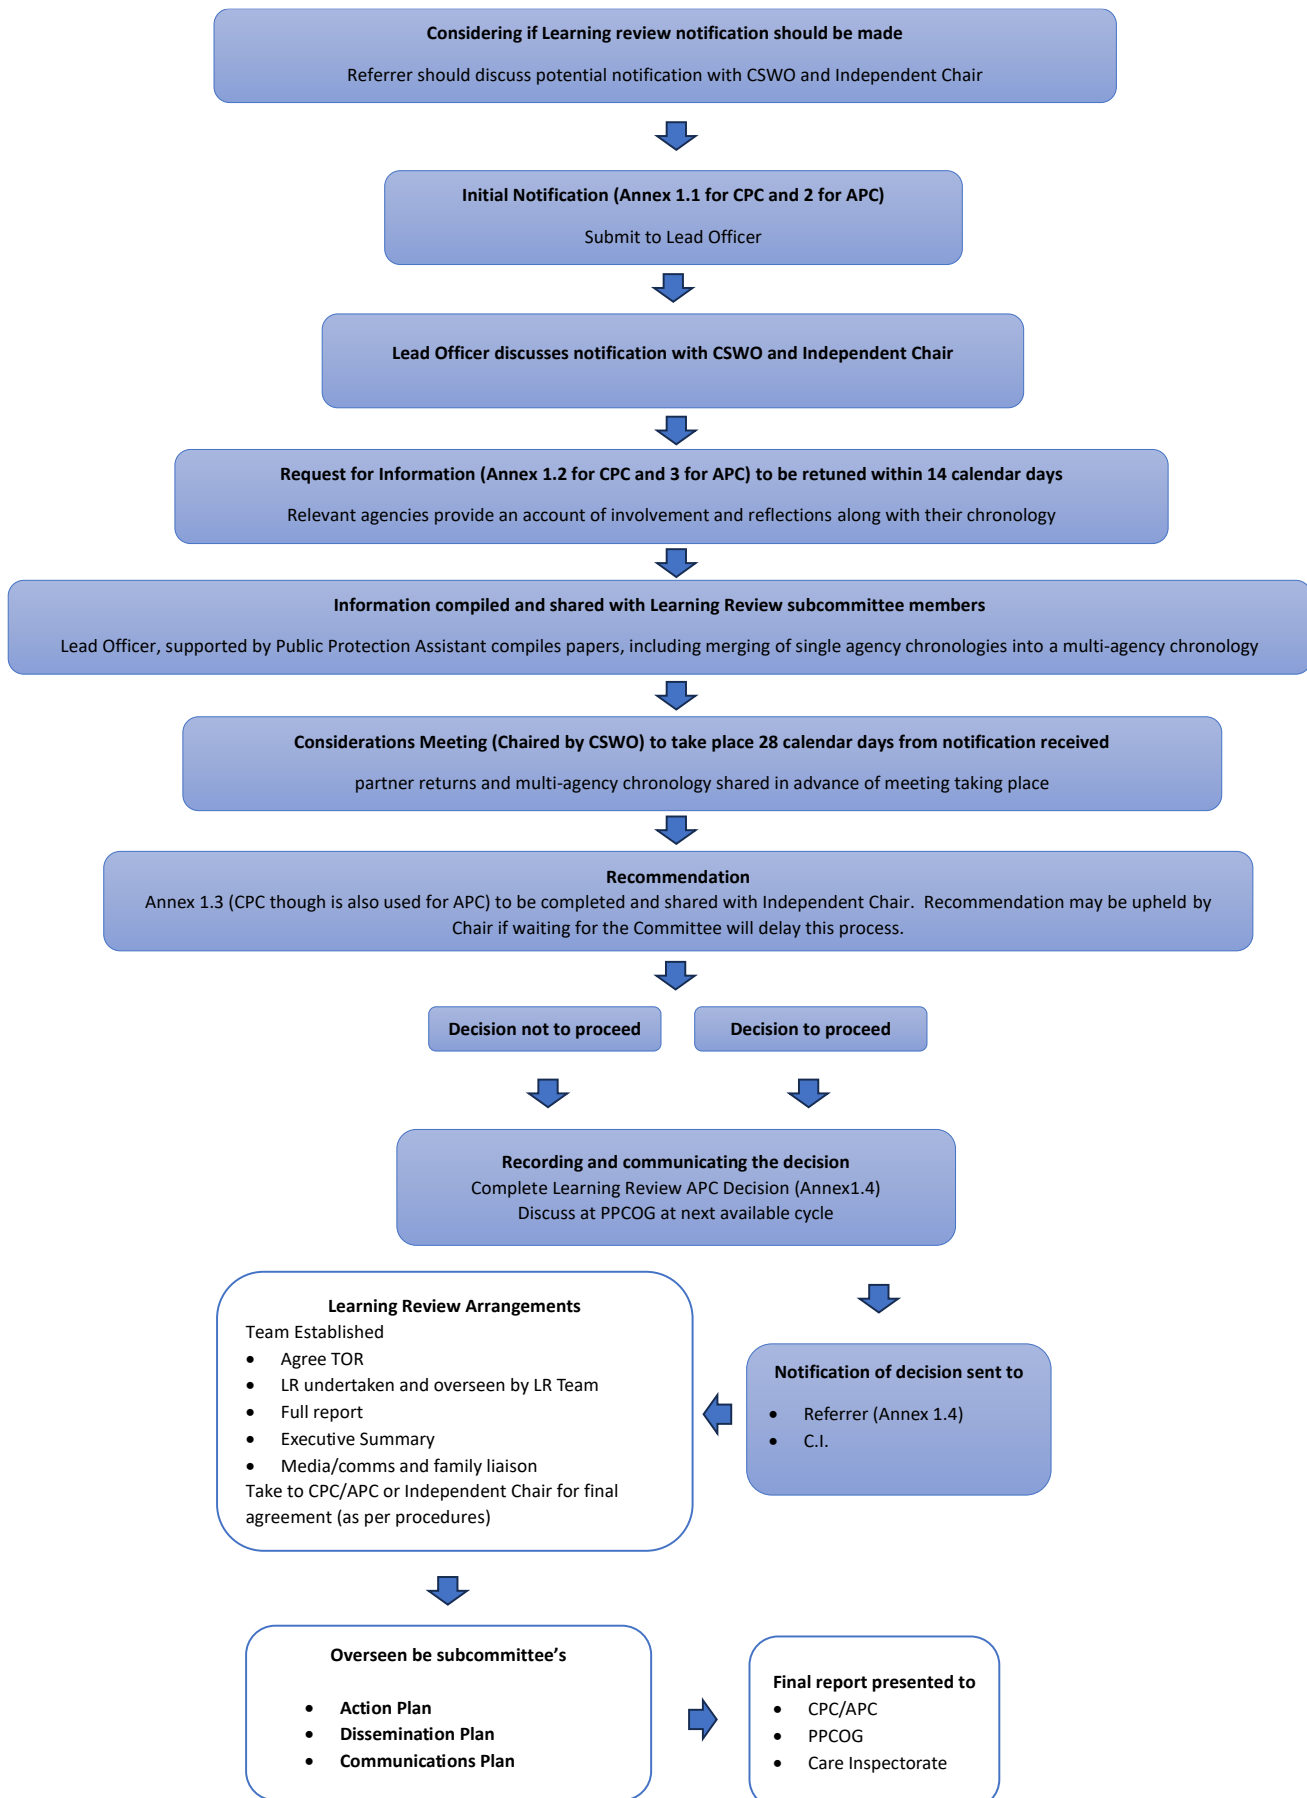 Considering if Learning review notification should be made
Referrer should discuss potential notification with CSWO and Independent Chair
Initial Notification (Annex 1.1 for CPC and 2 for APC)
Submit to Lead Officer
Lead Officer discusses notification with CSWO and Independent Chair
Request for Information (Annex 1.2 for CPC and 3 for APC) to be retuned within 14 calendar days
Relevant agencies provide an account of involvement and reflections along with their chronology
Information compiled and shared with Learning Review subcommittee members
Lead Officer, supported by Public Protection Assistant compiles papers, including merging of single agency chronologies into a multi-agency chronology
Considerations Meeting (Chaired by CSWO) to take place 28 calendar days from notification received
partner returns and multi-agency chronology shared in advance of meeting taking place
Recommendation
Annex 1.3 (CPC though is also used for APC) to be completed and shared with Independent Chair.  Recommendation may be upheld by
Chair if waiting for the Committee will delay this process.
Decision not to proceed
Decision to proceed
Recording and communicating the decision
Complete Learning Review APC Decision (Annex1.4)
Discuss at PPCOG at next available cycle
Learning Review Arrangements
Team Established
• Agree TOR
• LR undertaken and overseen by LR Team
• Full report
• Executive Summary
• Media/comms and family liaison
Take to CPC/APC or Independent Chair for final
agreement (as per procedures)
Notification of decision sent to
• Referrer (Annex 1.4)
• C.I.
Overseen be subcommittee’s
• Action Plan
• Dissemination Plan
• Communications Plan
Final report presented to
• CPC/APC
• PPCOG
• Care Inspectorate